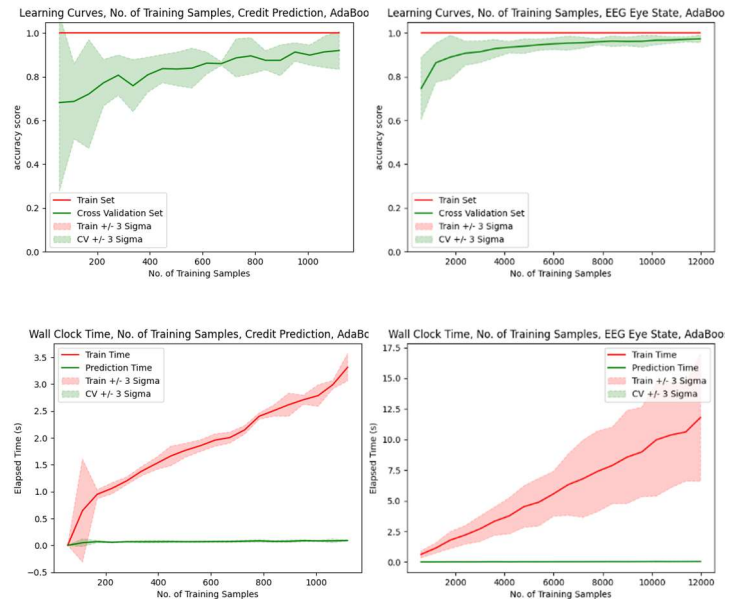 Learning Curves, No. of Training Samples, Credit Prediction, AdaBoo
1.0
0.8
0.6
0.4
0.2
0.0
accuracy score
Train Set
Cross Validation Set
Train +/- 3 Sigma
CV +/- 3 Sigma
200 400 600 800 1000
No. of Training Samples
Learning Curves, No. of Training Samples, EEG Eye State, AdaBoo
1.0
0.8
0.6
0.4
0.2
0.0
accuracy score
Train Set
Cross Validation Set
Train +/- 3 Sigma
CV +/- 3 Sigma
2000 4000 6000 8000 10000 12000
No. of Training Samples
Wall Clock Time, No. of Training Samples, Credit Prediction, AdaBc
3.5
3.0
2.5
2.0
1.5
1.0
0.5
0.0
−0.5
Elapsed Time (s)
Train Time
Prediction Time
Train +/- 3 Sigma
CV +/- 3 Sigma
200 400 600 800 1000
No. of Training Samples
Wall Clock Time, No. of Training Samples, EEG Eye State, AdaBoo
17.5
15.0
12.5
10.0
7.5
5.0
2.5
0.0
Elapsed Time (s)
Train Time
Prediction Time
Train +/- 3 Sigma
CV +/- 3 Sigma
2000 4000 6000 8000 10000 12000
No. of Training Samples